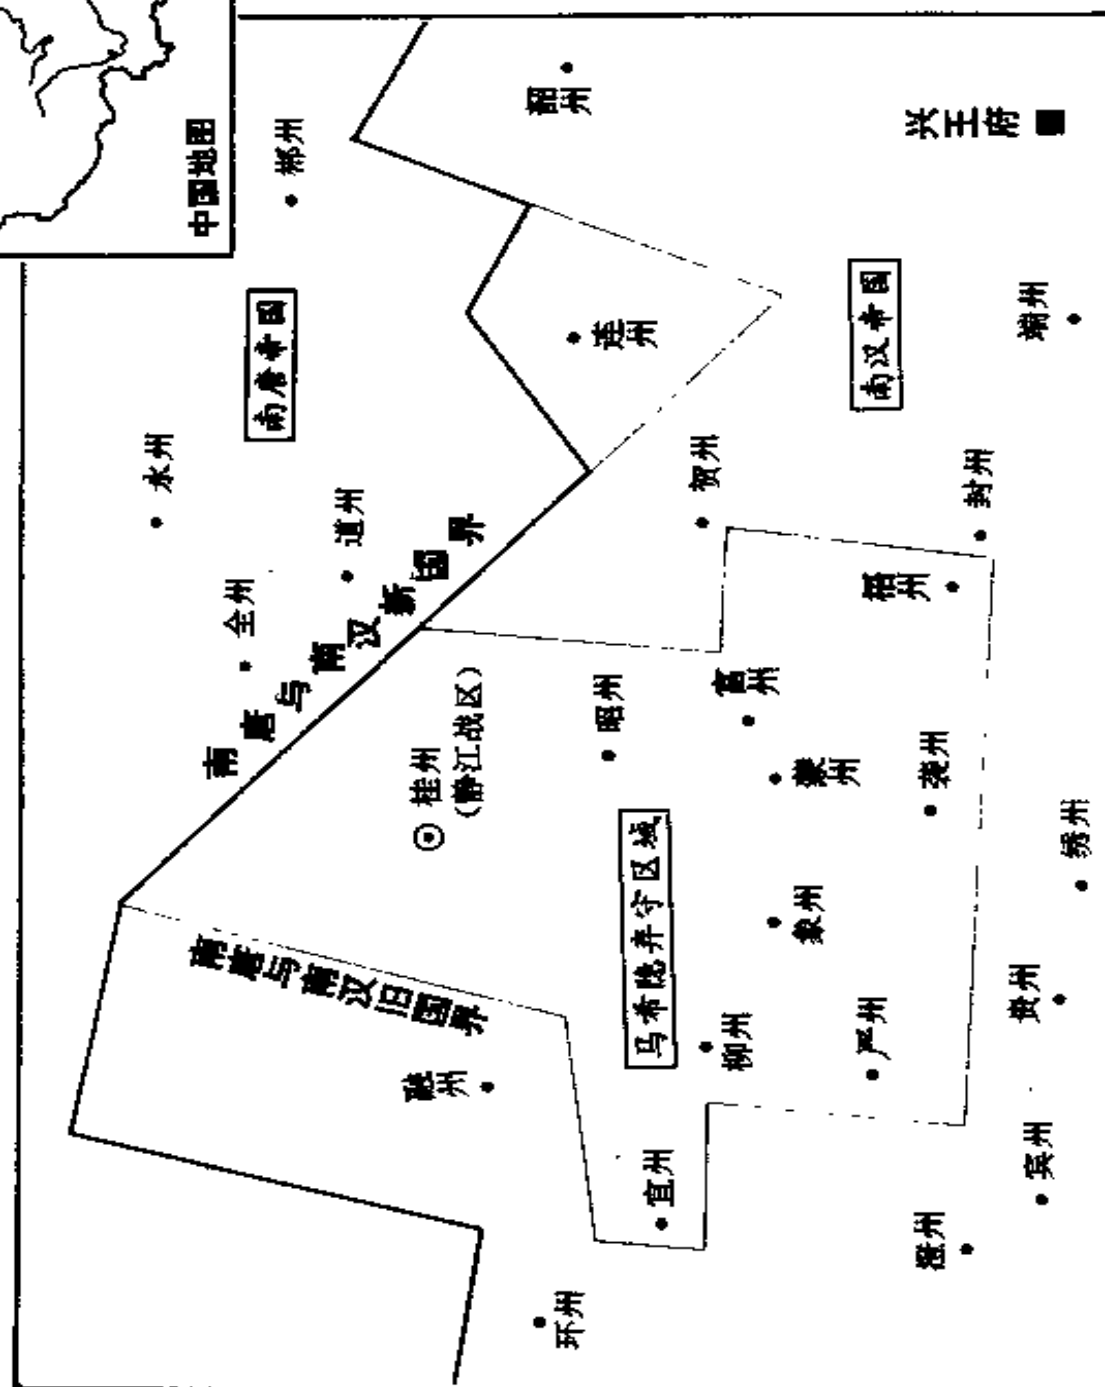 中国地图
郴州
韶州
兴王府
南唐帝国
连州
南汉帝国
端州
永州
道州
全州
贺州
封州
梧州
南唐与南汉新国界
桂州
（静江战区）
昭州
富州
蒙州
龚州
绣州
马希隐弃守区域
象州
南唐与南汉旧国界
融州
柳州
严州
贵州
宜州
宾州
澄州
环州